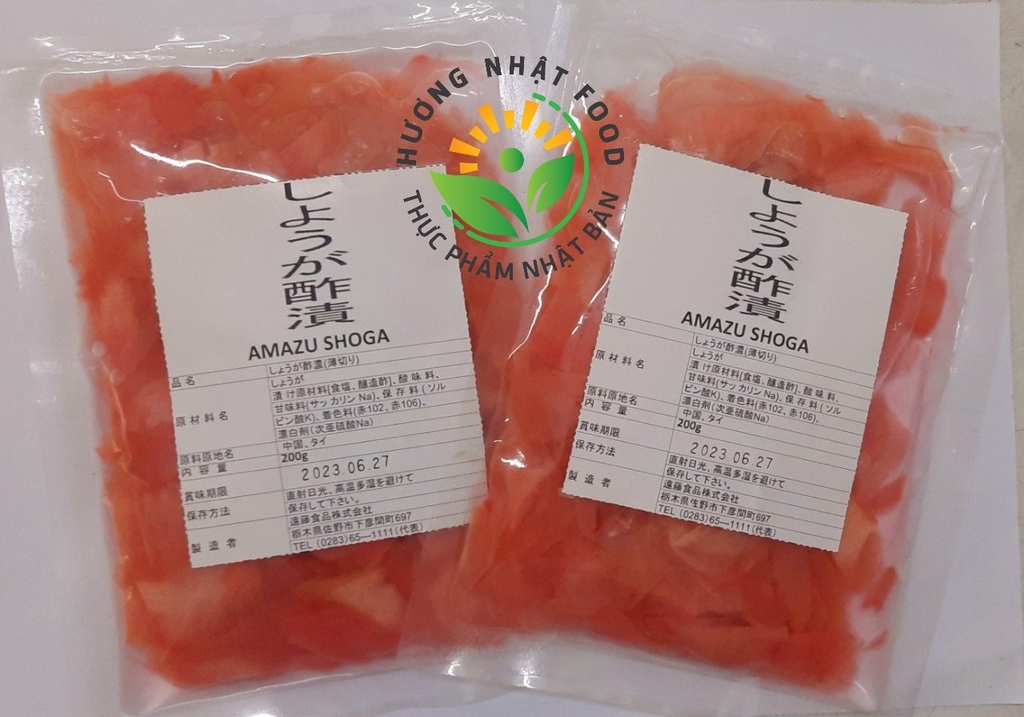 HƯƠNG NHẬT FOOD
THỰC PHẨM NHẬT BẢN
しょうが酢漬
AMAZU SHOGA
品名 しょうが酢濃(薄切り)
原材料名 しょうが
漬け原材料[食塩、醸造酢]、酸味料、
甘味料(サッカリンNa)、保存料(ソル
ビン酸K)、着色料(赤102、赤106)、
漂白剤(次亜硫酸Na)
原料原地名 中国、タイ
内容量 200g
賞味期限 2023.06.27
保存方法 直射日光、高温多湿を避けて
保存して下さい。
製造者 遠藤食品株式会社
栃木県佐野市下彦間町697
TEL (0283)65—1111(代表)
しょうが酢漬
AMAZU SHOGA
品名 しょうが酢濃(薄切り)
原材料名 しょうが
漬け原材料[食塩、醸造酢]、酸味料、
甘味料(サッカリンNa)、保存料(ソル
ビン酸K)、着色料(赤102、赤106)、
漂白剤(次亜硫酸Na)
原料原地名 中国、タイ
内容量 200g
賞味期限 2023.06.27
保存方法 直射日光、高温多湿を避けて
保存して下さい。
製造者 遠藤食品株式会社
栃木県佐野市下彦間町697
TEL (0283)65—1111(代表)